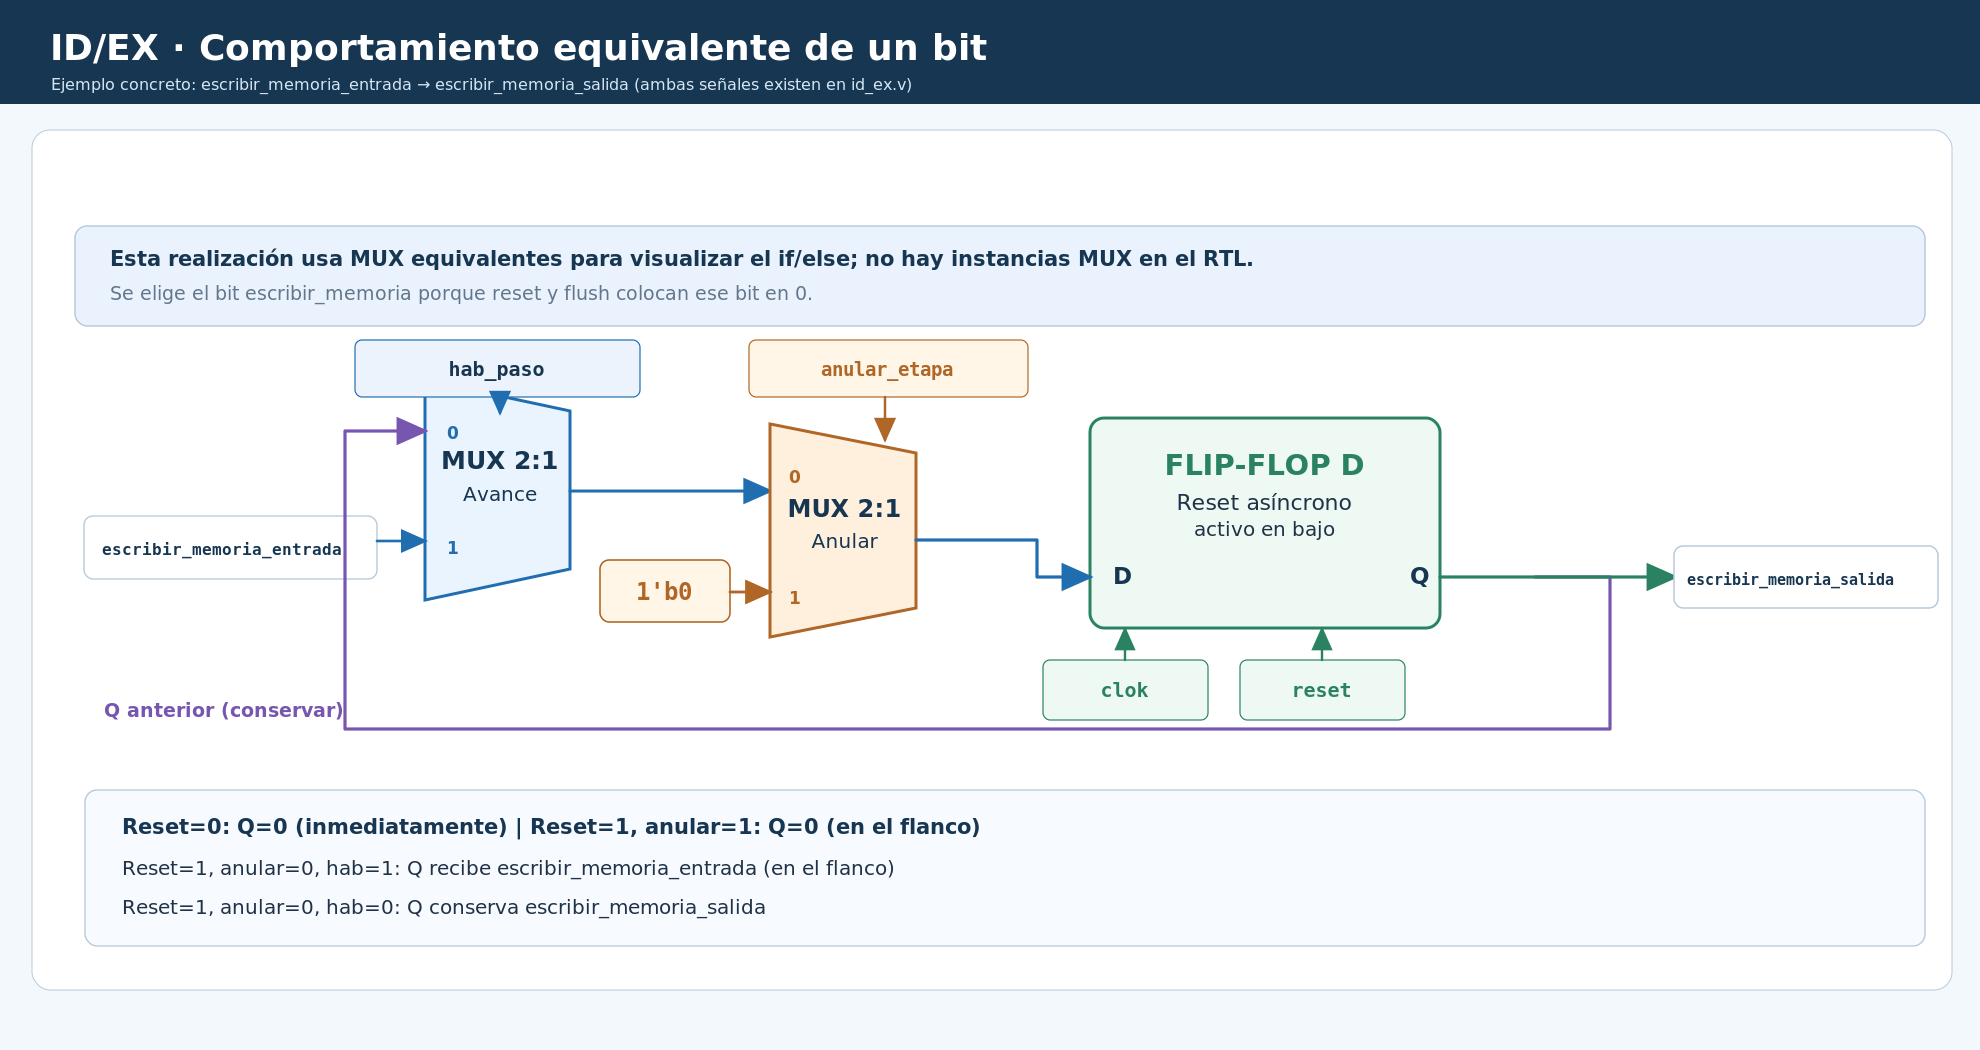 ID/EX · Comportamiento equivalente de un bit
Ejemplo concreto: escribir_memoria_entrada → escribir_memoria_salida (ambas señales existen en id_ex.v)
Esta realización usa MUX equivalentes para visualizar el if/else; no hay instancias MUX en el RTL.
Se elige el bit escribir_memoria porque reset y flush colocan ese bit en 0.
hab_paso
anular_etapa
0
MUX 2:1
Avance
1
escribir_memoria_entrada
0
MUX 2:1
Anular
1
1'b0
FLIP-FLOP D
Reset asíncrono
activo en bajo
D
Q
escribir_memoria_salida
clok
reset
Q anterior (conservar)
Reset=0: Q=0 (inmediatamente) | Reset=1, anular=1: Q=0 (en el flanco)
Reset=1, anular=0, hab=1: Q recibe escribir_memoria_entrada (en el flanco)
Reset=1, anular=0, hab=0: Q conserva escribir_memoria_salida